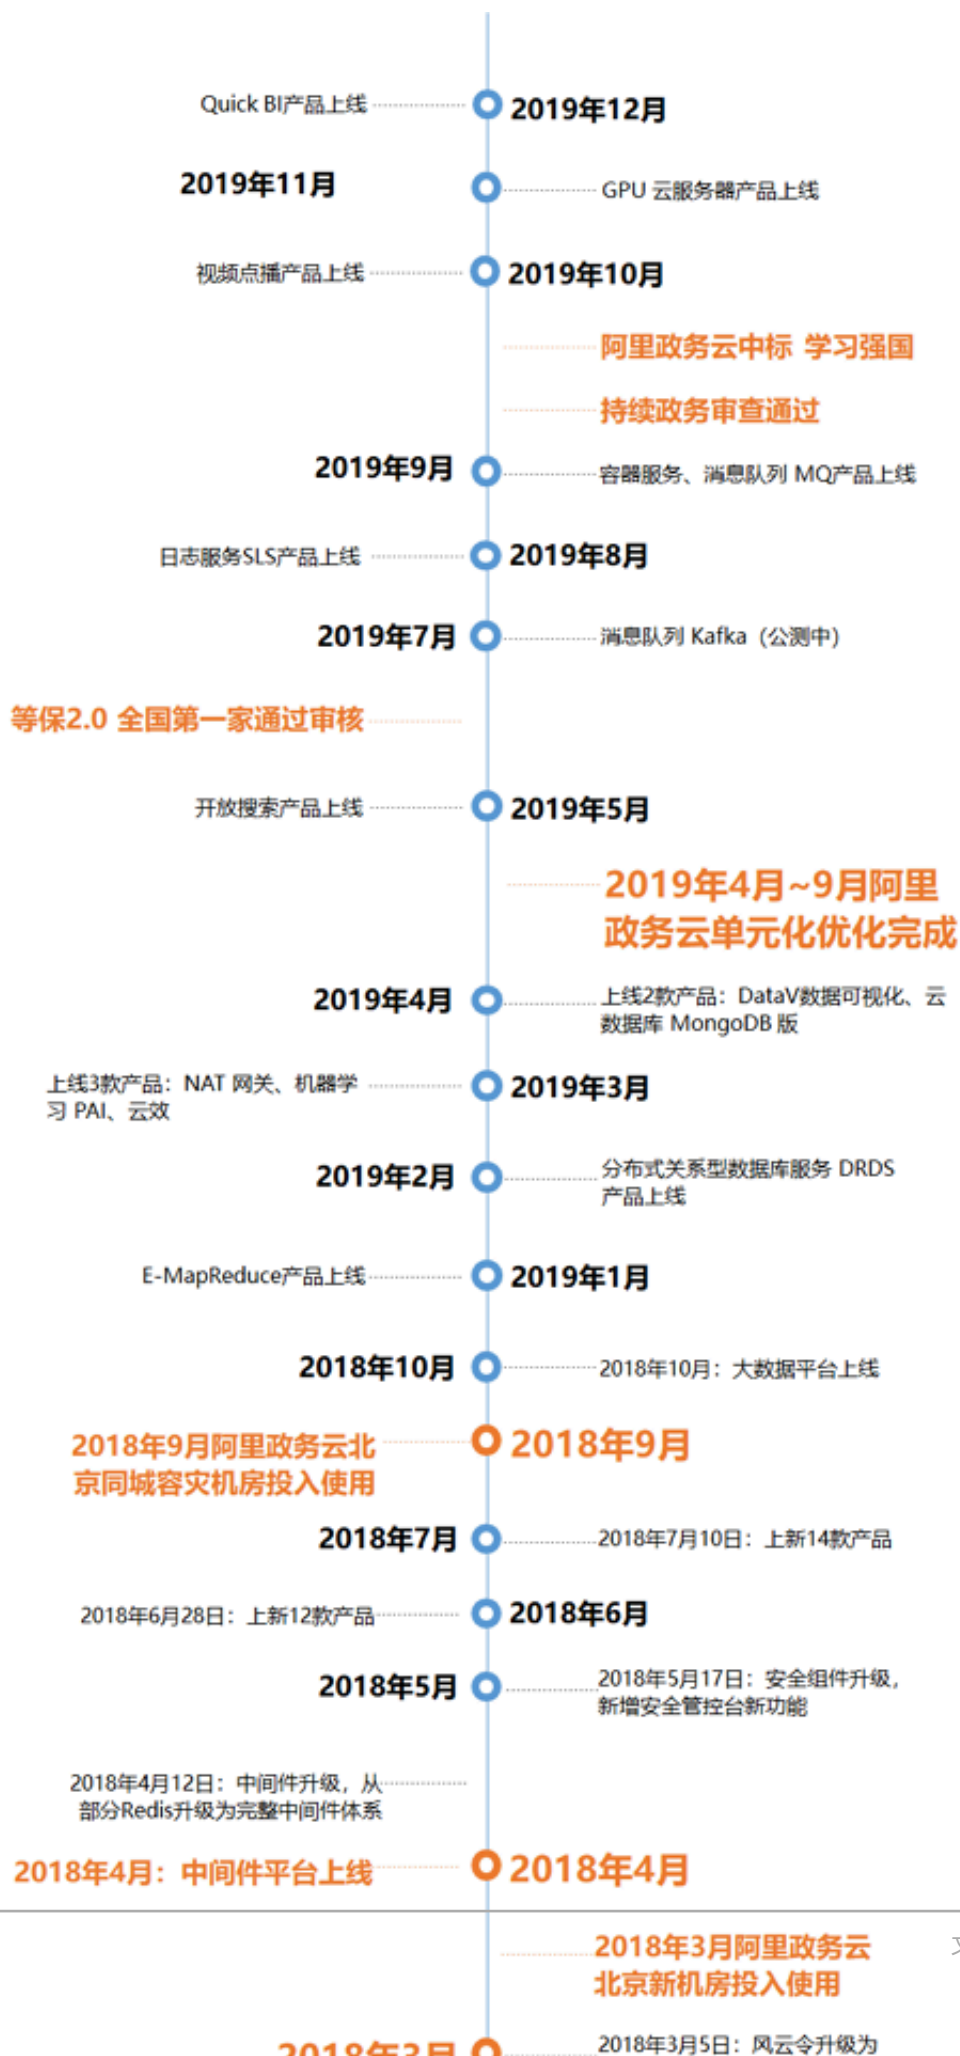 Quick BI产品上线
2019年12月
2019年11月
GPU 云服务器产品上线
视频点播产品上线
2019年10月
阿里政务云中标 学习强国
持续政务审查通过
2019年9月
容器服务、消息队列 MQ产品上线
日志服务SLS产品上线
2019年8月
2019年7月
消息队列 Kafka（公测中）
等保2.0 全国第一家通过审核
开放搜索产品上线
2019年5月
2019年4月~9月阿里
政务云单元化优化完成
2019年4月
上线2款产品：DataV数据可视化、云
数据库 MongoDB 版
上线3款产品：NAT 网关、机器学
习 PAI、云效
2019年3月
2019年2月
分布式关系型数据库服务 DRDS
产品上线
E-MapReduce产品上线
2019年1月
2018年10月
2018年10月：大数据平台上线
2018年9月阿里政务云北
京同城容灾机房投入使用
2018年9月
2018年7月
2018年7月10日：上新14款产品
2018年6月28日：上新12款产品
2018年6月
2018年5月
2018年5月17日：安全组件升级，
新增安全管控台新功能
2018年4月12日：中间件升级，从
部分Redis升级为完整中间件体系
2018年4月：中间件平台上线
2018年4月
2018年3月阿里政务云
北京新机房投入使用
2018年3月
2018年3月5日：风云令升级为